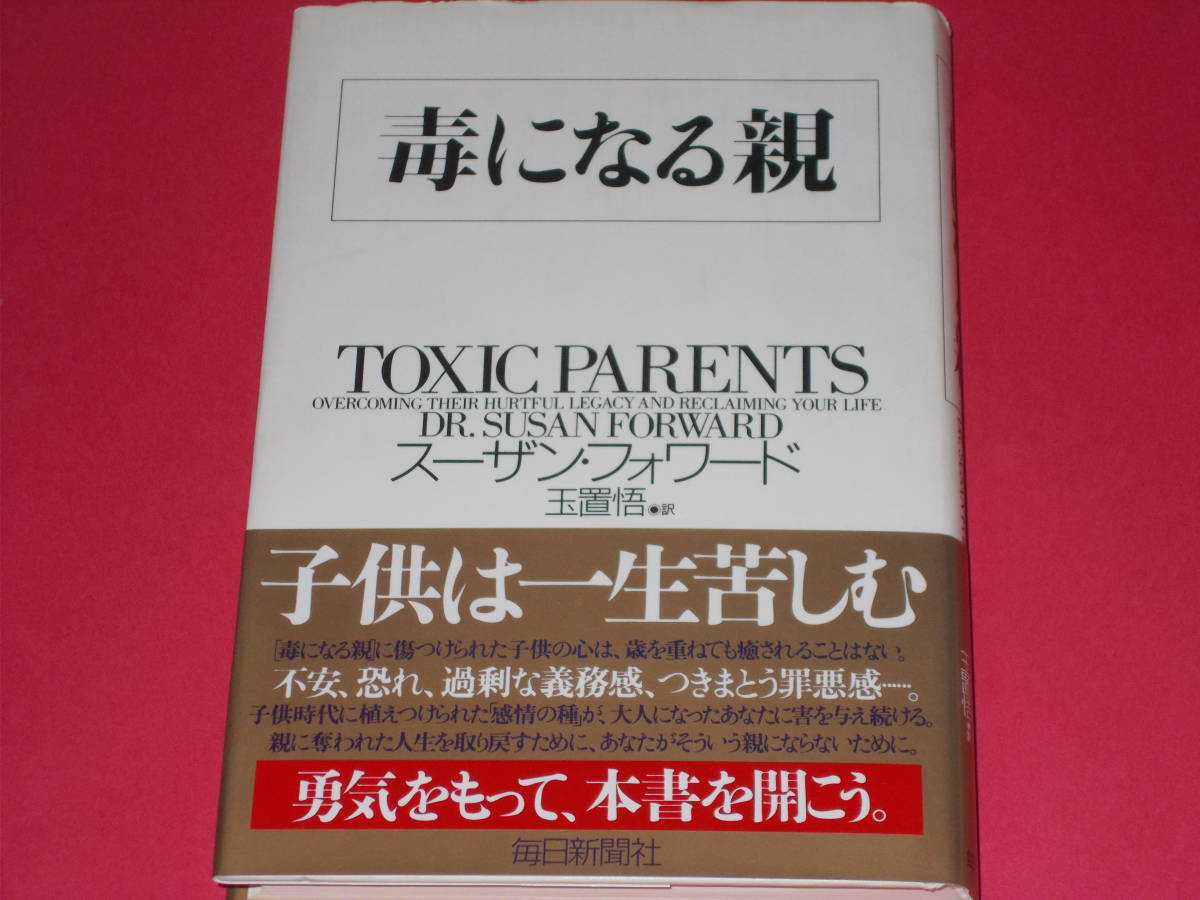 毒になる親
TOXIC PARENTS
OVERCOMING THEIR HURTFUL LEGACY AND RECLAIMING YOUR LIFE
DR. SUSAN FORWARD
スーザン・フォワード
玉置悟◉訳
子供は一生苦しむ
「毒になる親」に傷つけられた子供の心は、歳を重ねても癒されることはない。
不安、恐れ、過剰な義務感、つきまとう罪悪感……。
子供時代に植えつけられた「感情の種」が、大人になったあなたに害を与え続ける。
親に奪われた人生を取り戻すために、あなたがそういう親にならないために。
勇気をもって、本書を開こう。
毎日新聞社